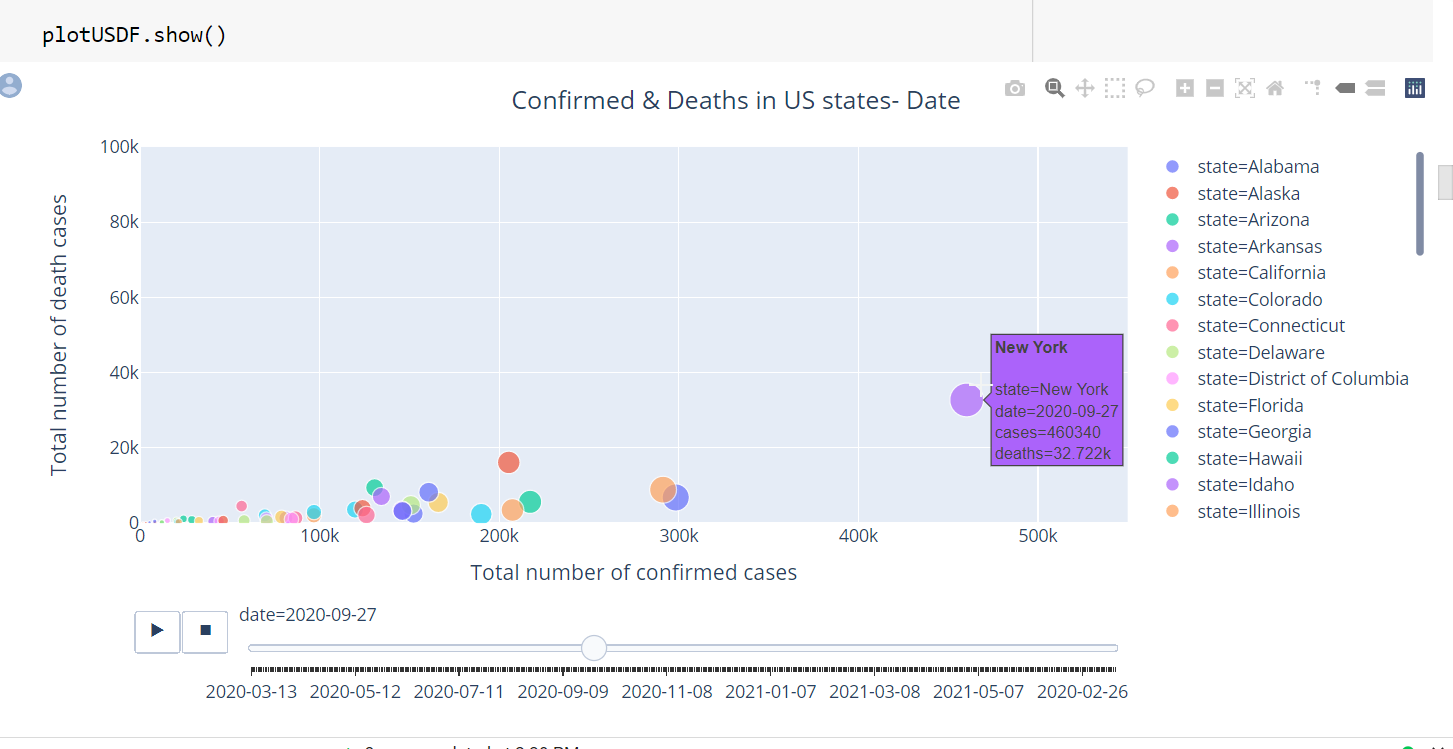 plotUSDF.show()
Confirmed & Deaths in US states- Date
100k
80k
60k
40k
20k
0
Total number of death cases
0 100k 200k 300k 400k 500k
Total number of confirmed cases
New York
state=New York
date=2020-09-27
cases=460340
deaths=32.722k
state=Alabama
state=Alaska
state=Arizona
state=Arkansas
state=California
state=Colorado
state=Connecticut
state=Delaware
state=District of Columbia
state=Florida
state=Georgia
state=Hawaii
state=Idaho
state=Illinois
date=2020-09-27
2020-03-13 2020-05-12 2020-07-11 2020-09-09 2020-11-08 2021-01-07 2021-03-08 2021-05-07 2020-02-26